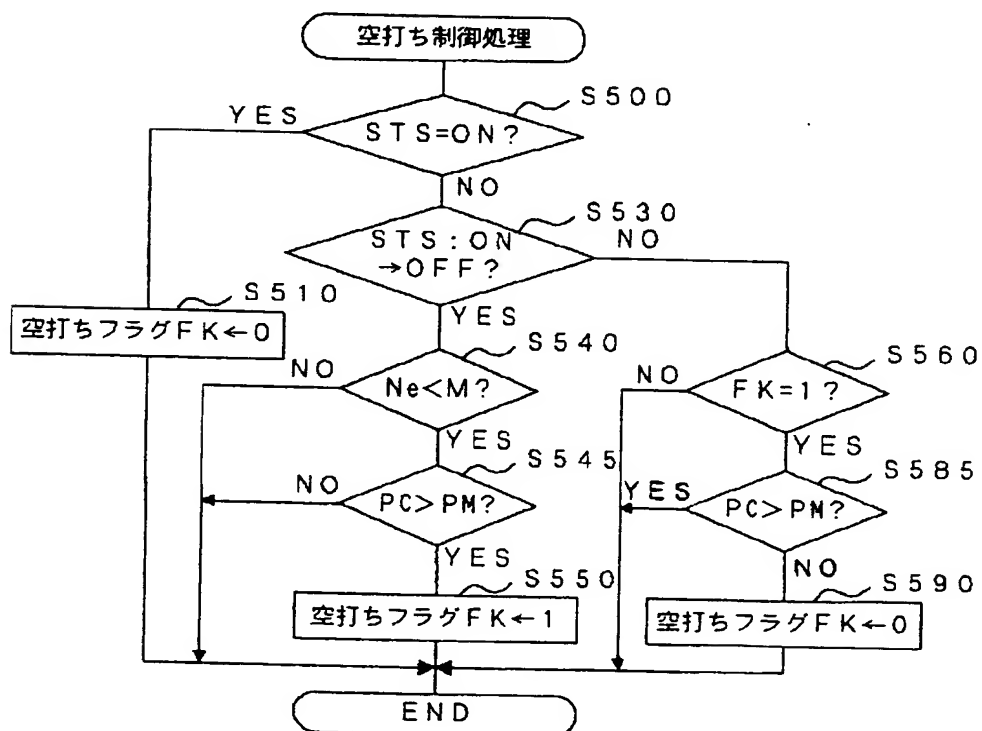 空打ち制御処理
S500
YES
STS=ON?
NO
S530
STS:ON
→OFF?
NO
S510
YES
空打ちフラグFK←0
S540
S560
NO
Ne<M?
NO
FK=1?
YES
S545
YES
S585
NO
PC>PM?
YES
PC>PM?
YES
S550
NO
S590
空打ちフラグFK←1
空打ちフラグFK←0
END